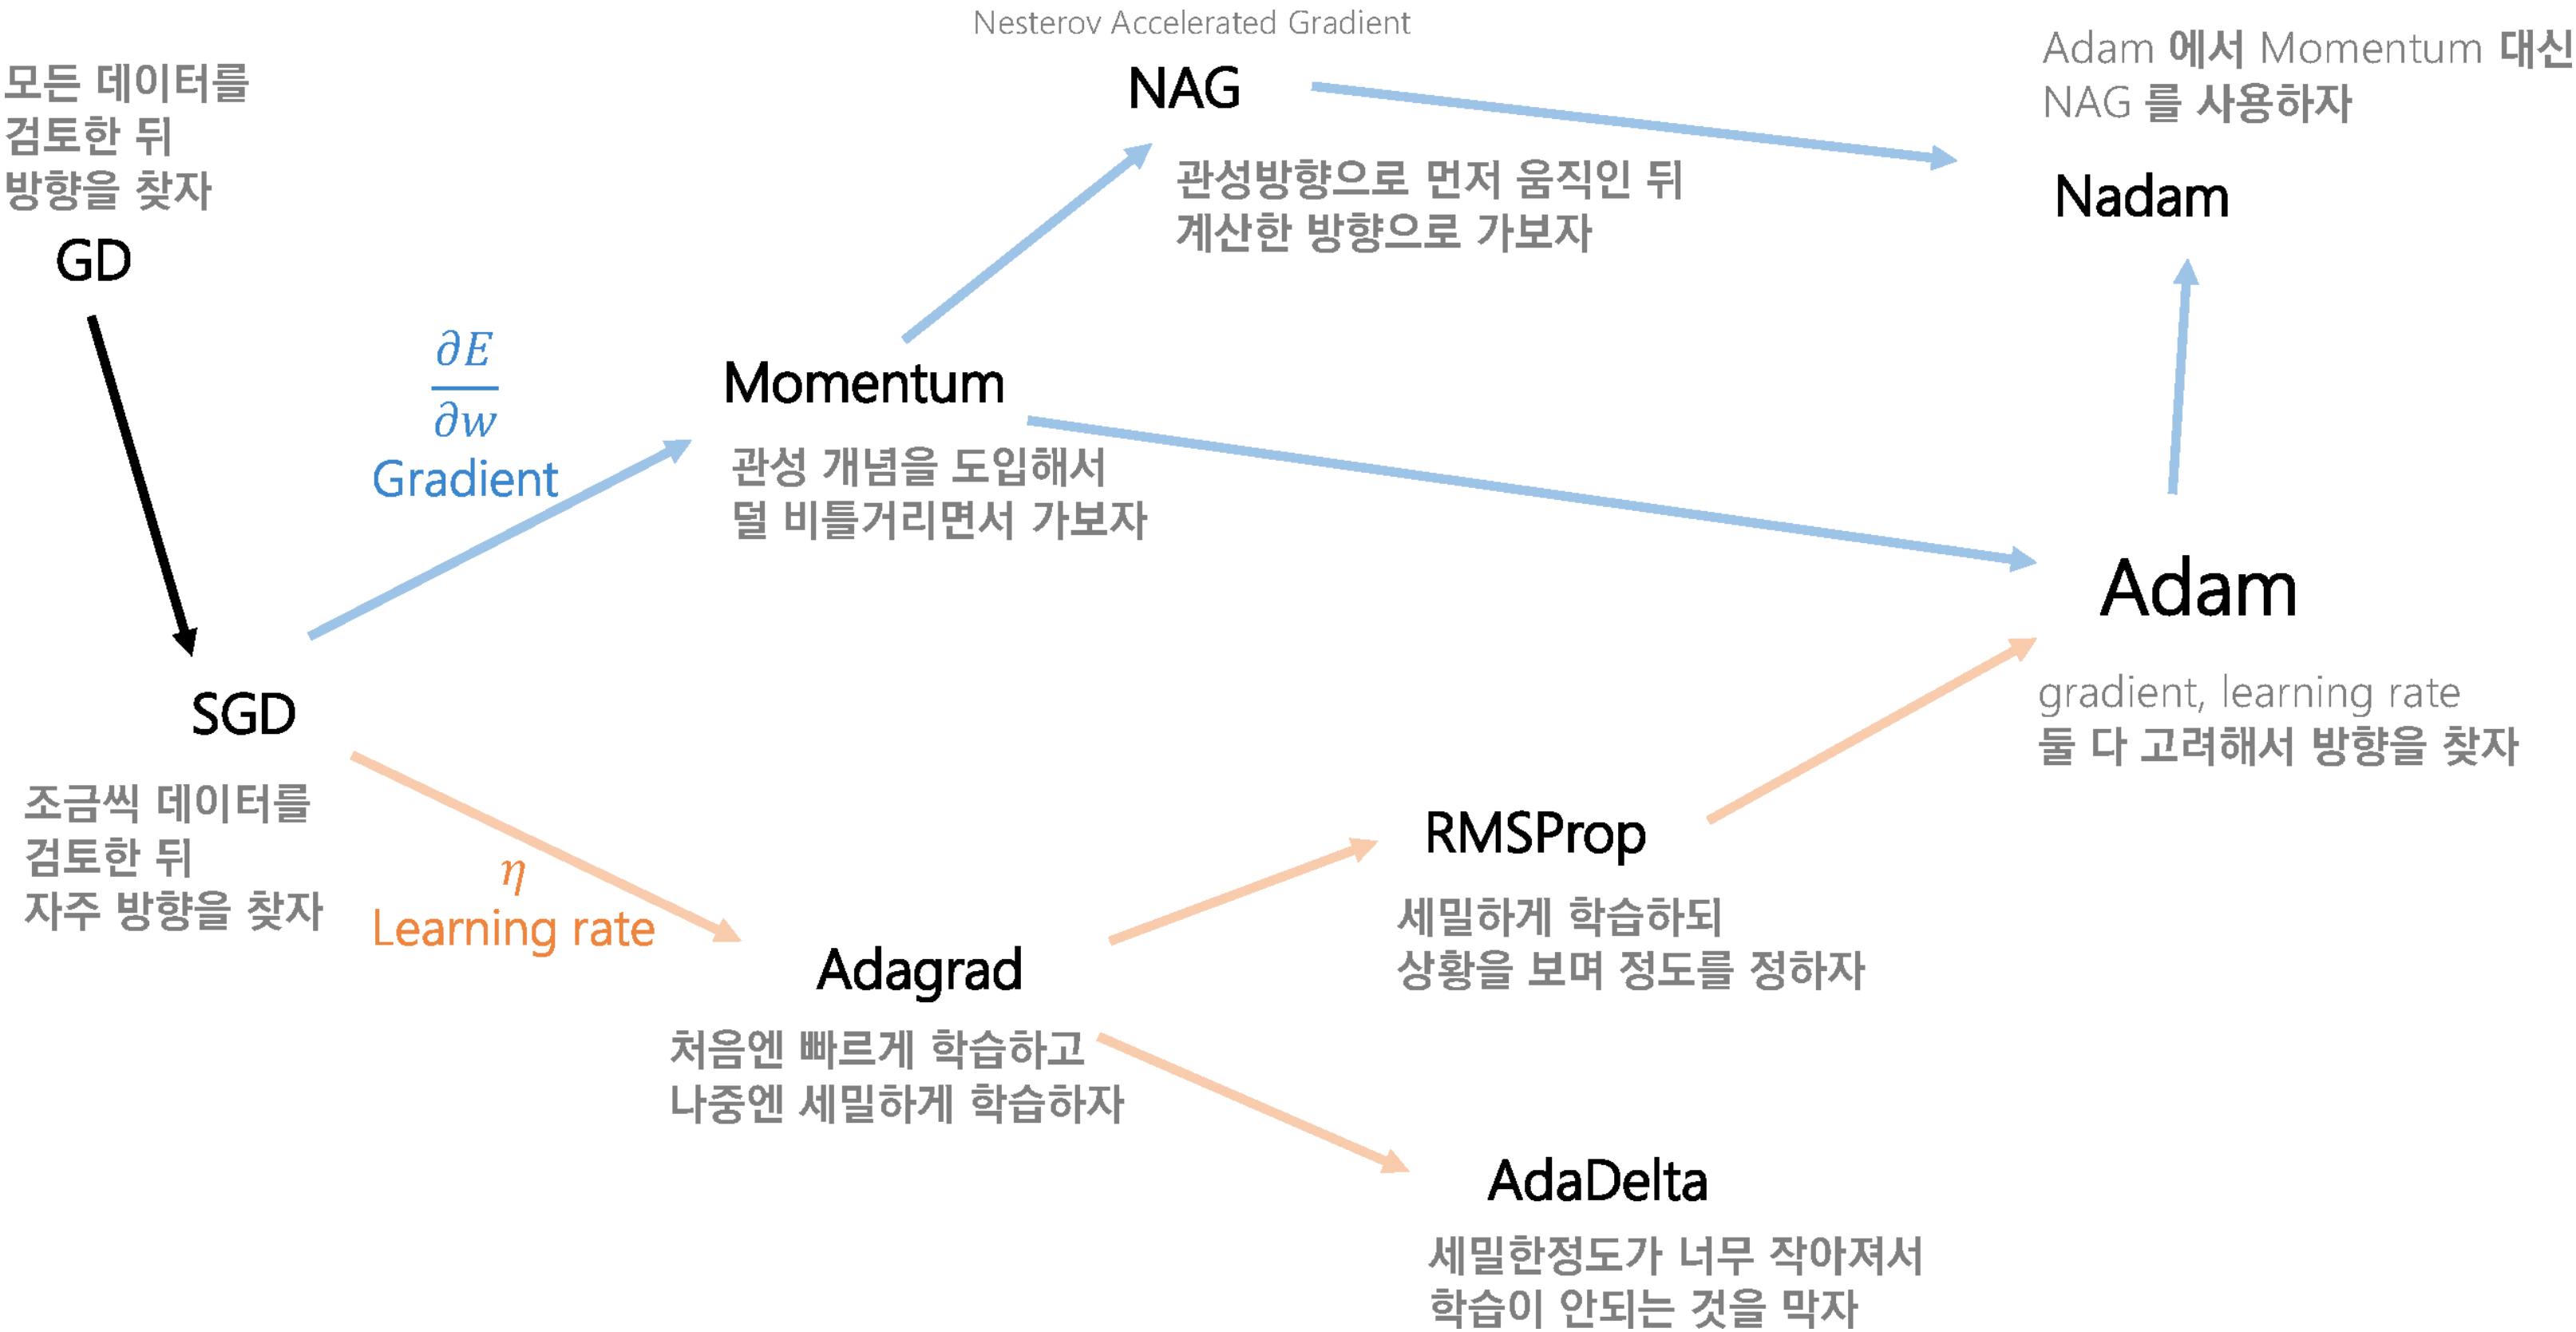 모든 데이터를
검토한 뒤
방향을 찾자
GD
SGD
조금씩 데이터를
검토한 뒤
자주 방향을 찾자
∂E
∂w
Gradient
η
Learning rate
Nesterov Accelerated Gradient
NAG
관성방향으로 먼저 움직인 뒤
계산한 방향으로 가보자
Momentum
관성 개념을 도입해서
덜 비틀거리면서 가보자
Adagrad
처음엔 빠르게 학습하고
나중엔 세밀하게 학습하자
RMSProp
세밀하게 학습하되
상황을 보며 정도를 정하자
AdaDelta
세밀한정도가 너무 작아져서
학습이 안되는 것을 막자
Adam 에서 Momentum 대신
NAG 를 사용하자
Nadam
Adam
gradient, learning rate
둘 다 고려해서 방향을 찾자